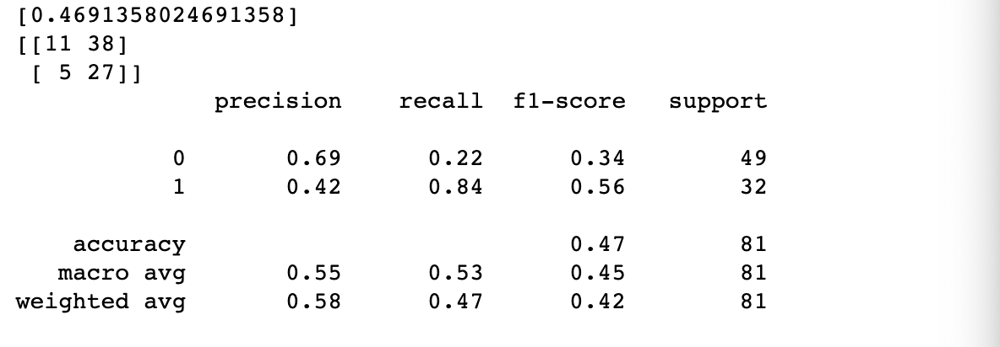 [0.4691358024691358]
[[11 38]
 [ 5 27]]
              precision    recall  f1-score   support

           0       0.69      0.22      0.34        49
           1       0.42      0.84      0.56        32

    accuracy                           0.47        81
   macro avg       0.55      0.53      0.45        81
weighted avg       0.58      0.47      0.42        81